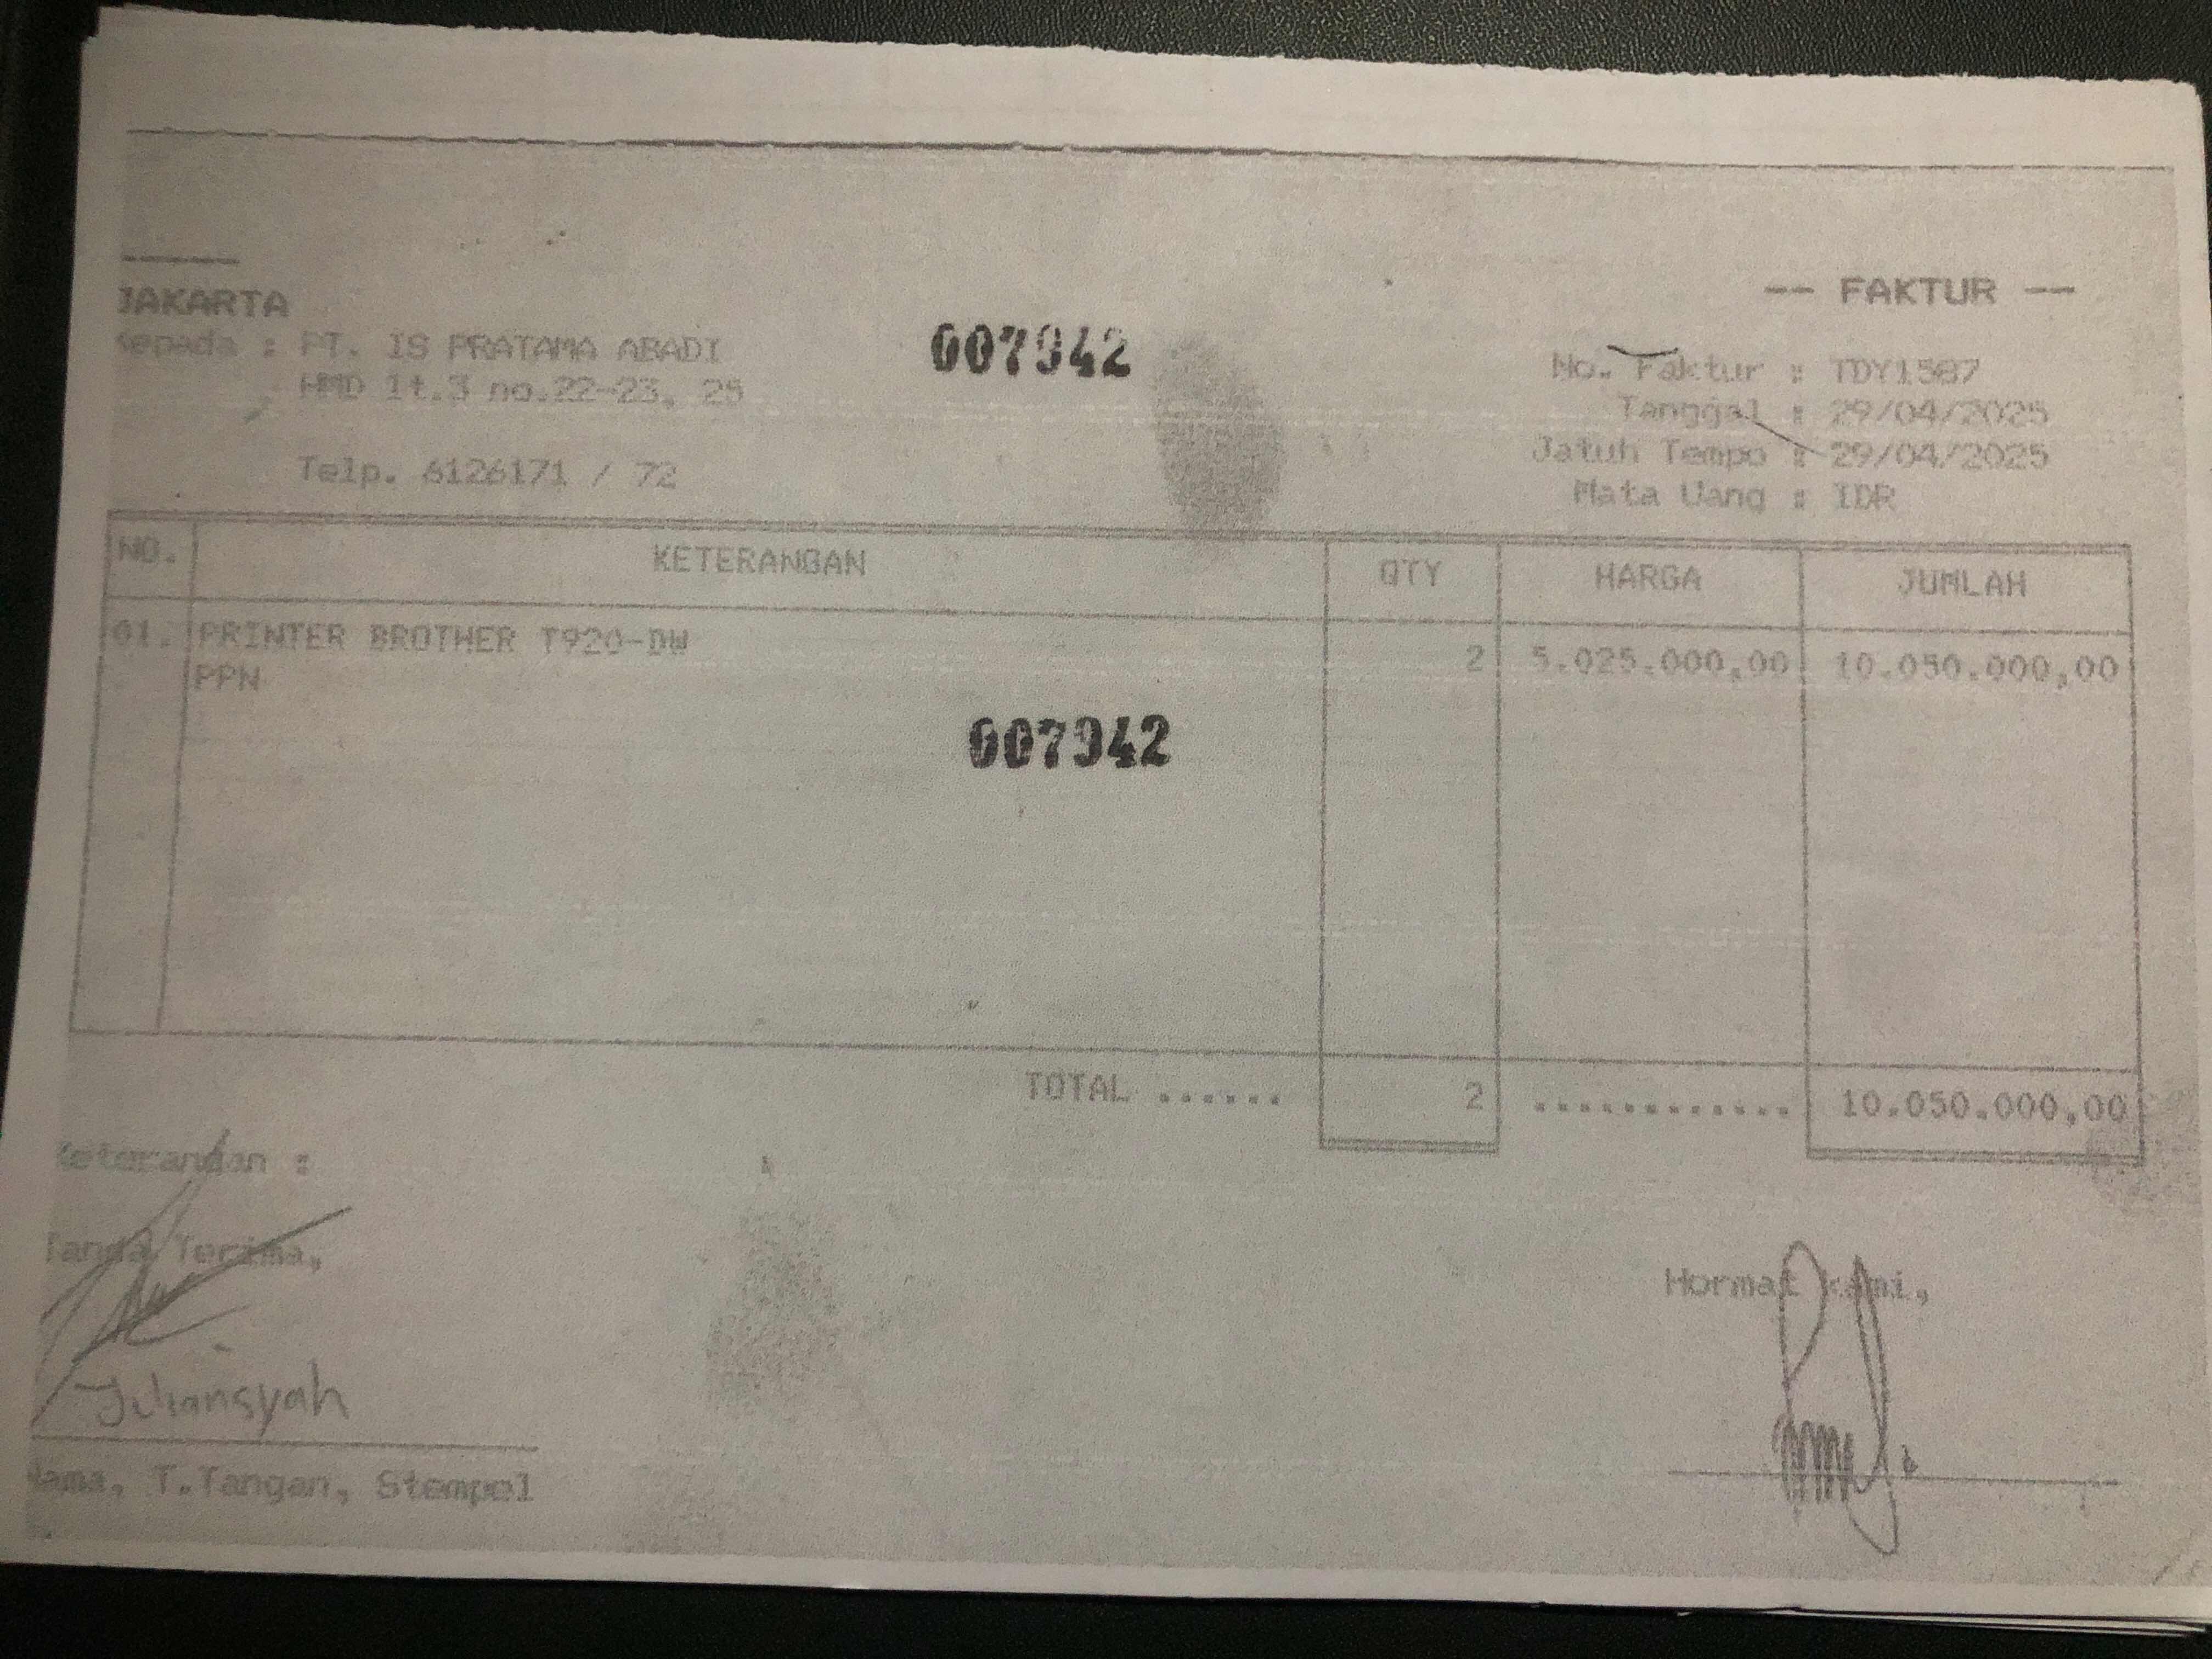 JAKARTA
-- FAKTUR --
Kepada : PT. IS PRATAMA ABADI
007942
No. Faktur : TDY1587
HMD lt.3 no.22-23, 25
Tanggal : 29/04/2025
Jatuh Tempo : 29/04/2025
Telp. 6126171 / 72
Mata Uang : IDR
NO. KETERANGAN QTY HARGA JUMLAH
01. PRINTER BROTHER T920-DW 2 5.025.000,00 10.050.000,00
PPN
007942
TOTAL ...... 2 ............ 10.050.000,00
Keterangan :
Tanda Terima,
Hormat kami,
Juliansyah
Nama, T.Tangan, Stempel